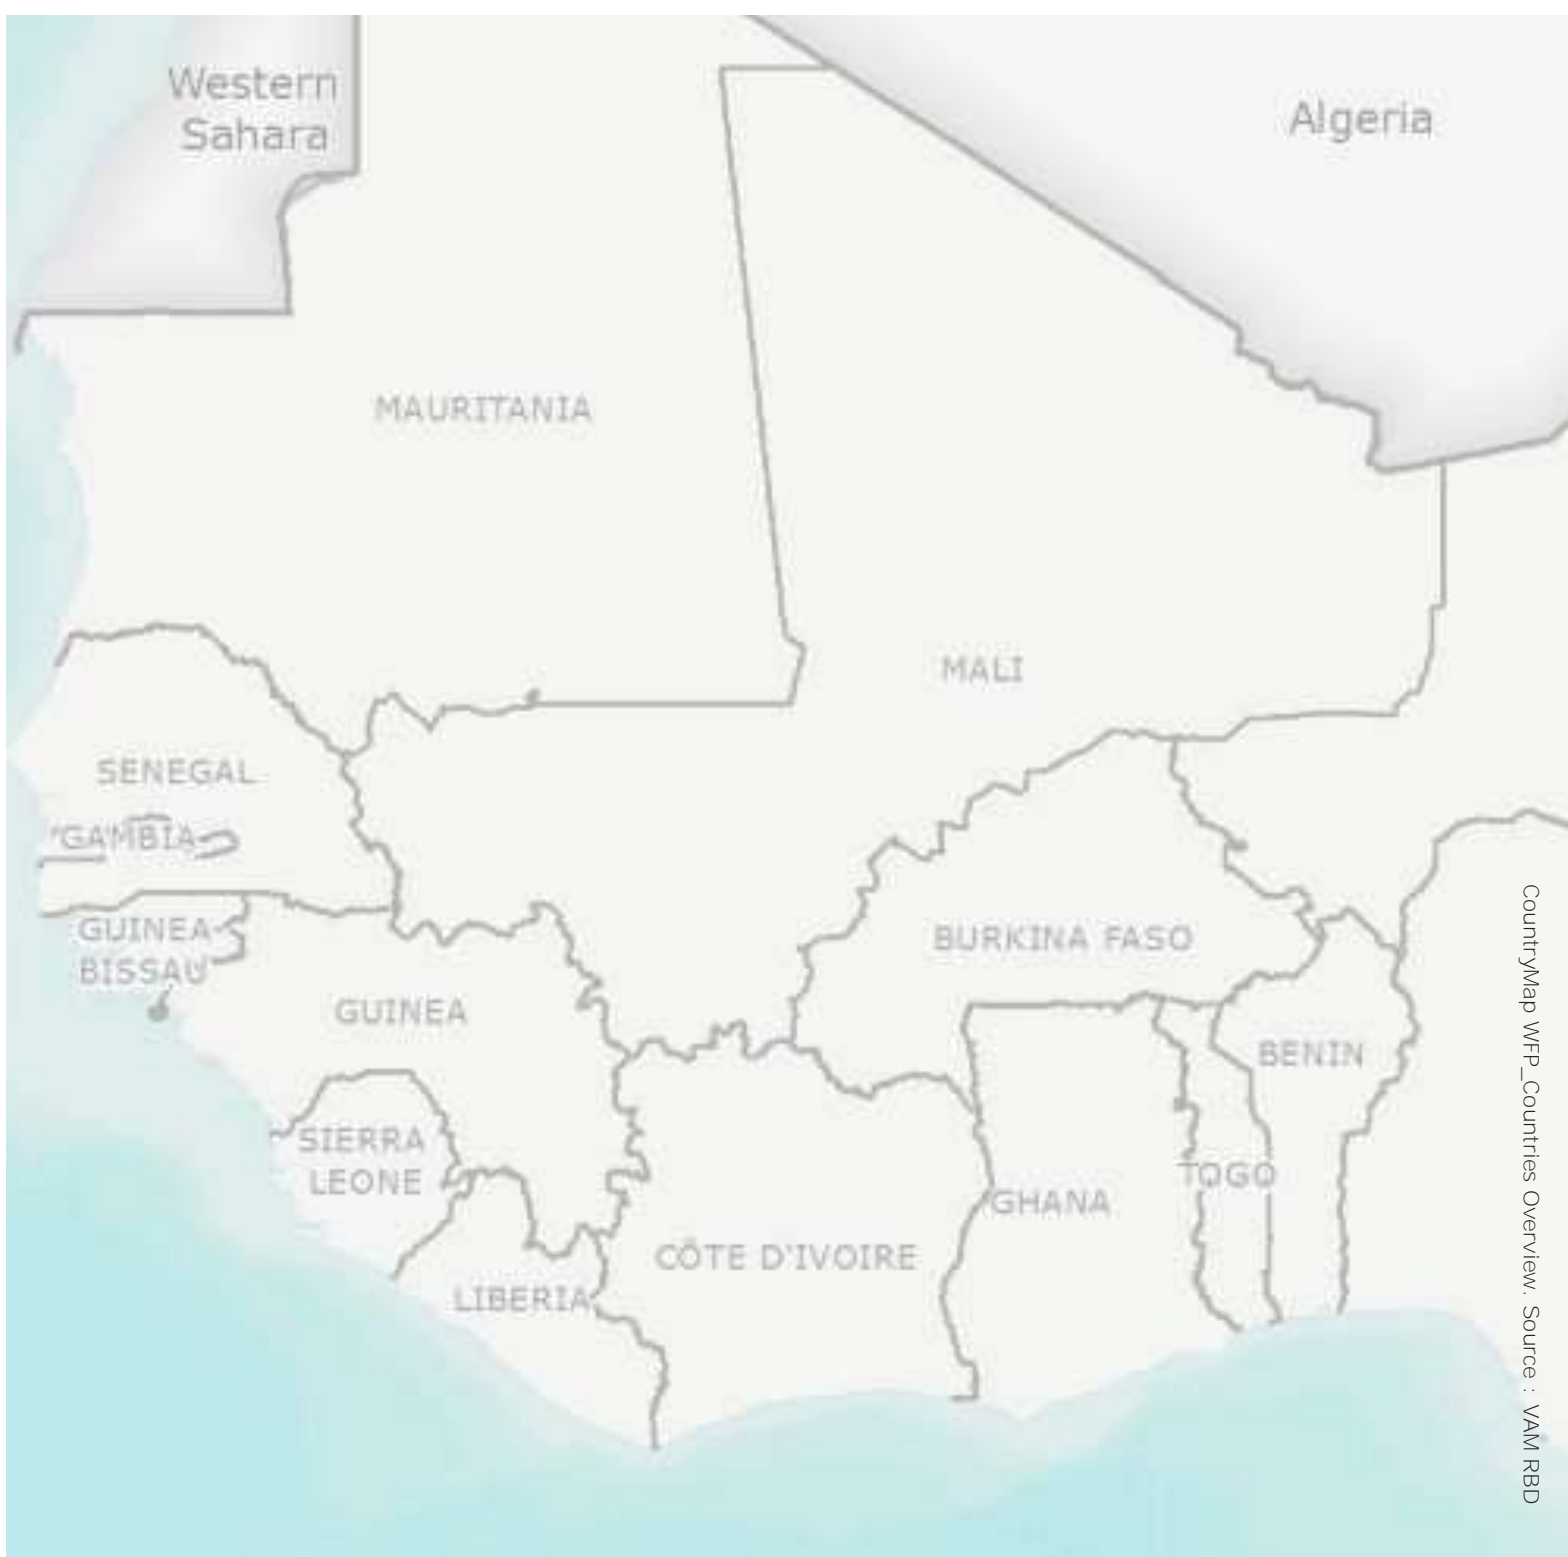 Western
Sahara
Algeria
MAURITANIA
MALI
SENEGAL
GAMBIA
GUINEA
BISSAU
BURKINA FASO
GUINEA
BENIN
SIERRA
LEONE
TOGO
GHANA
CÔTE D'IVOIRE
LIBERIA
CountryMap WFP_Countries Overview. Source : VAM RBD